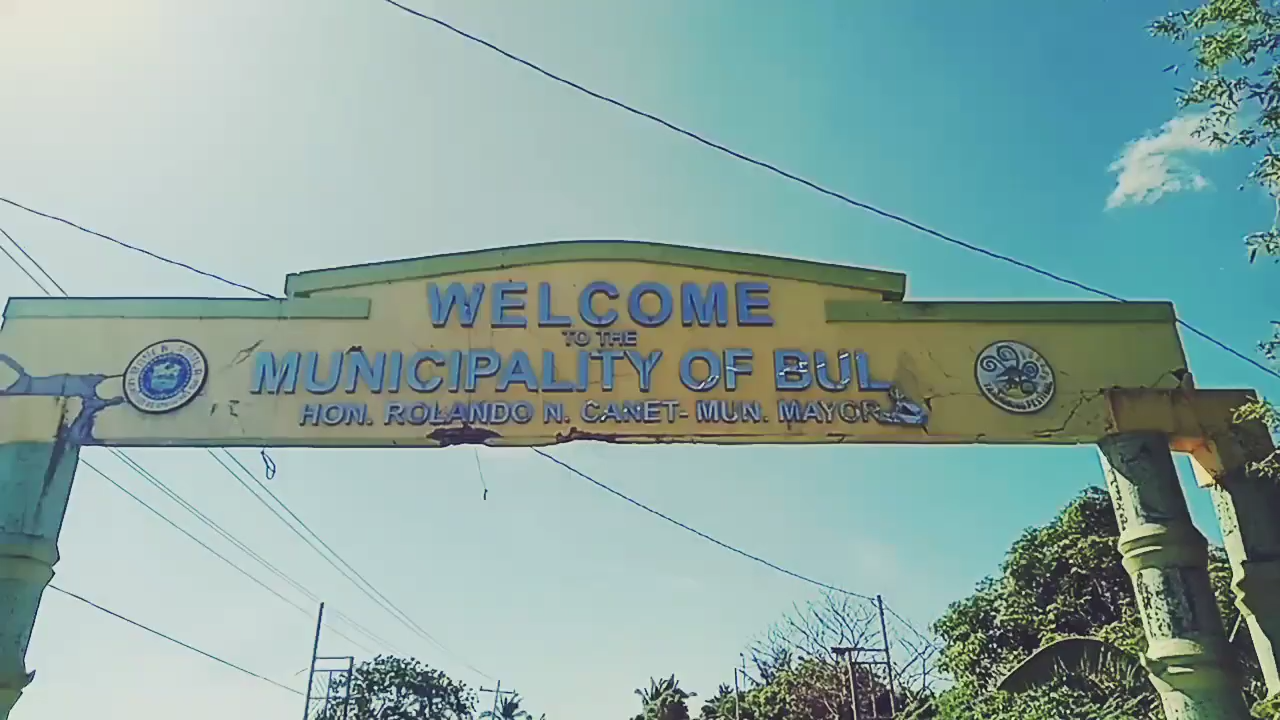 WELCOME
TO THE
MUNICIPALITY OF BUL
HON. ROLANDO N. CANET- MUN. MAYOR